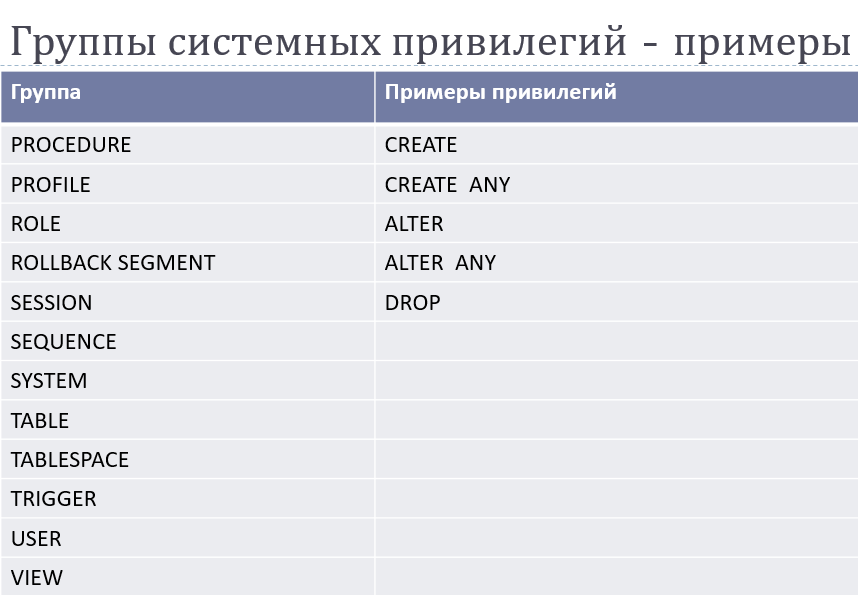 Группы системных привилегий - примеры
Группа Примеры привилегий
PROCEDURE CREATE
PROFILE CREATE ANY
ROLE ALTER
ROLLBACK SEGMENT ALTER ANY
SESSION DROP
SEQUENCE
SYSTEM
TABLE
TABLESPACE
TRIGGER
USER
VIEW